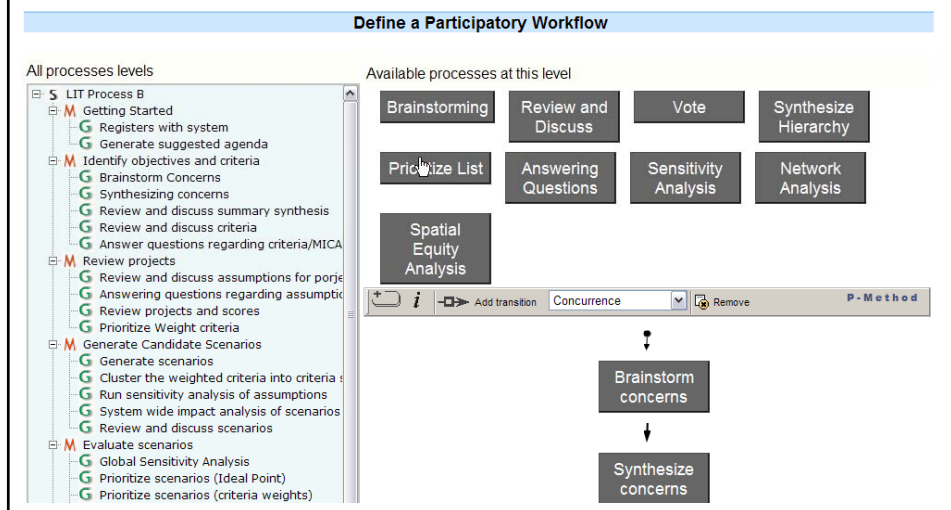 Define a Participatory Workflow
All processes levels
S LIT Process B
M Getting Started
G Registers with system
G Generate suggested agenda
M Identify objectives and criteria
G Brainstorm Concerns
G Synthesizing concerns
G Review and discuss summary synthesis
G Review and discuss criteria
G Answer questions regarding criteria/MICA
M Review projects
G Review and discuss assumptions for porje
G Answering questions regarding assumptic
G Review projects and scores
G Prioritize Weight criteria
M Generate Candidate Scenarios
G Generate scenarios
G Cluster the weighted criteria into criteria s
G Run sensitivity analysis of assumptions
G System wide impact analysis of scenarios
G Review and discuss scenarios
M Evaluate scenarios
G Global Sensitivity Analysis
G Prioritize scenarios (Ideal Point)
G Prioritize scenarios (criteria weights)
Available processes at this level
Brainstorming
Review and
Discuss
Vote
Synthesize
Hierarchy
Prioritize List
Answering
Questions
Sensitivity
Analysis
Network
Analysis
Spatial
Equity
Analysis
i Add transition Concurrence Remove P-Method
Brainstorm
concerns
Synthesize
concerns